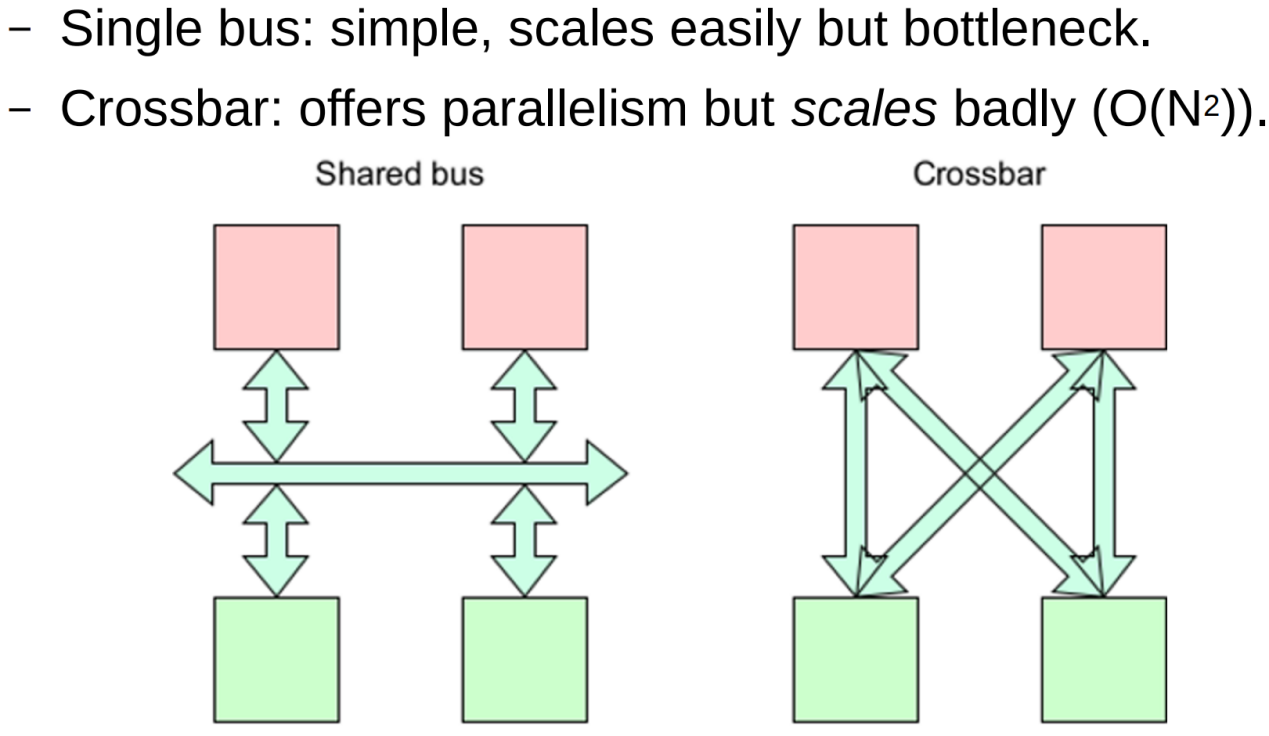 – Single bus: simple, scales easily but bottleneck.
– Crossbar: offers parallelism but scales badly (O(N²)).
Shared bus
Crossbar